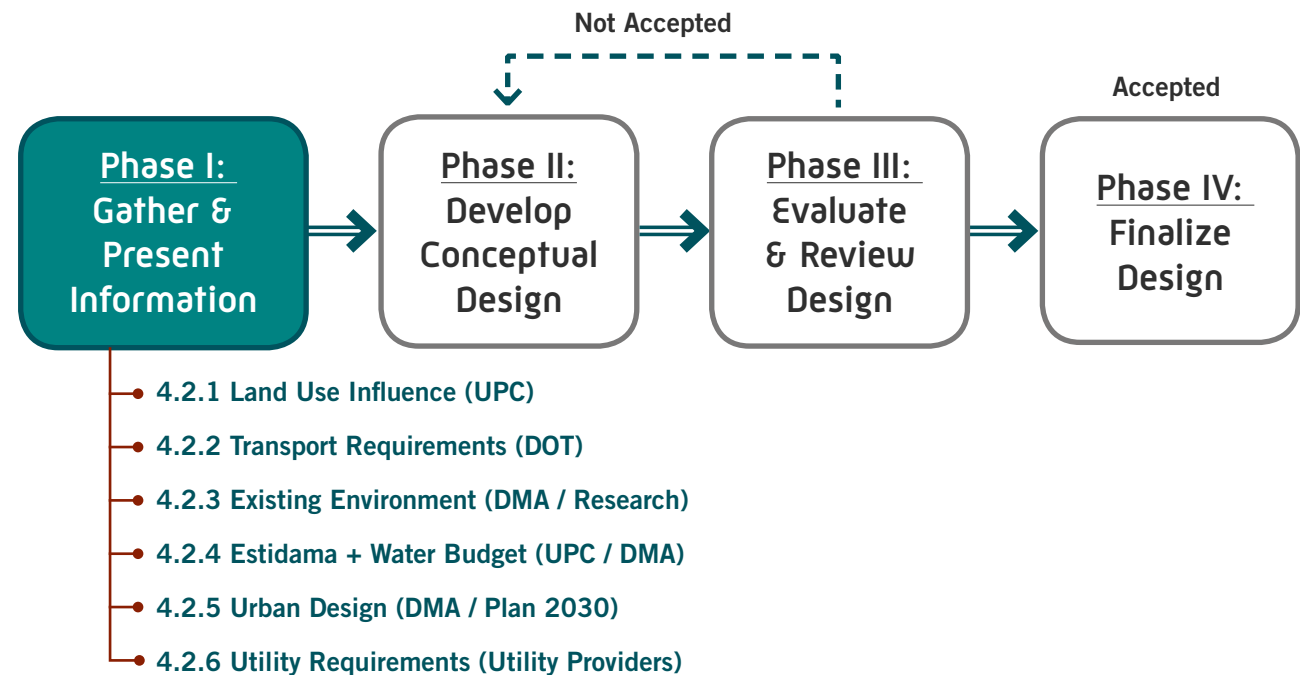 Not Accepted
Accepted
Phase I:
Gather &
Present
Information
Phase II:
Develop
Conceptual
Design
Phase III:
Evaluate
& Review
Design
Phase IV:
Finalize
Design
4.2.1 Land Use Influence (UPC)
4.2.2 Transport Requirements (DOT)
4.2.3 Existing Environment (DMA / Research)
4.2.4 Estidama + Water Budget (UPC / DMA)
4.2.5 Urban Design (DMA / Plan 2030)
4.2.6 Utility Requirements (Utility Providers)